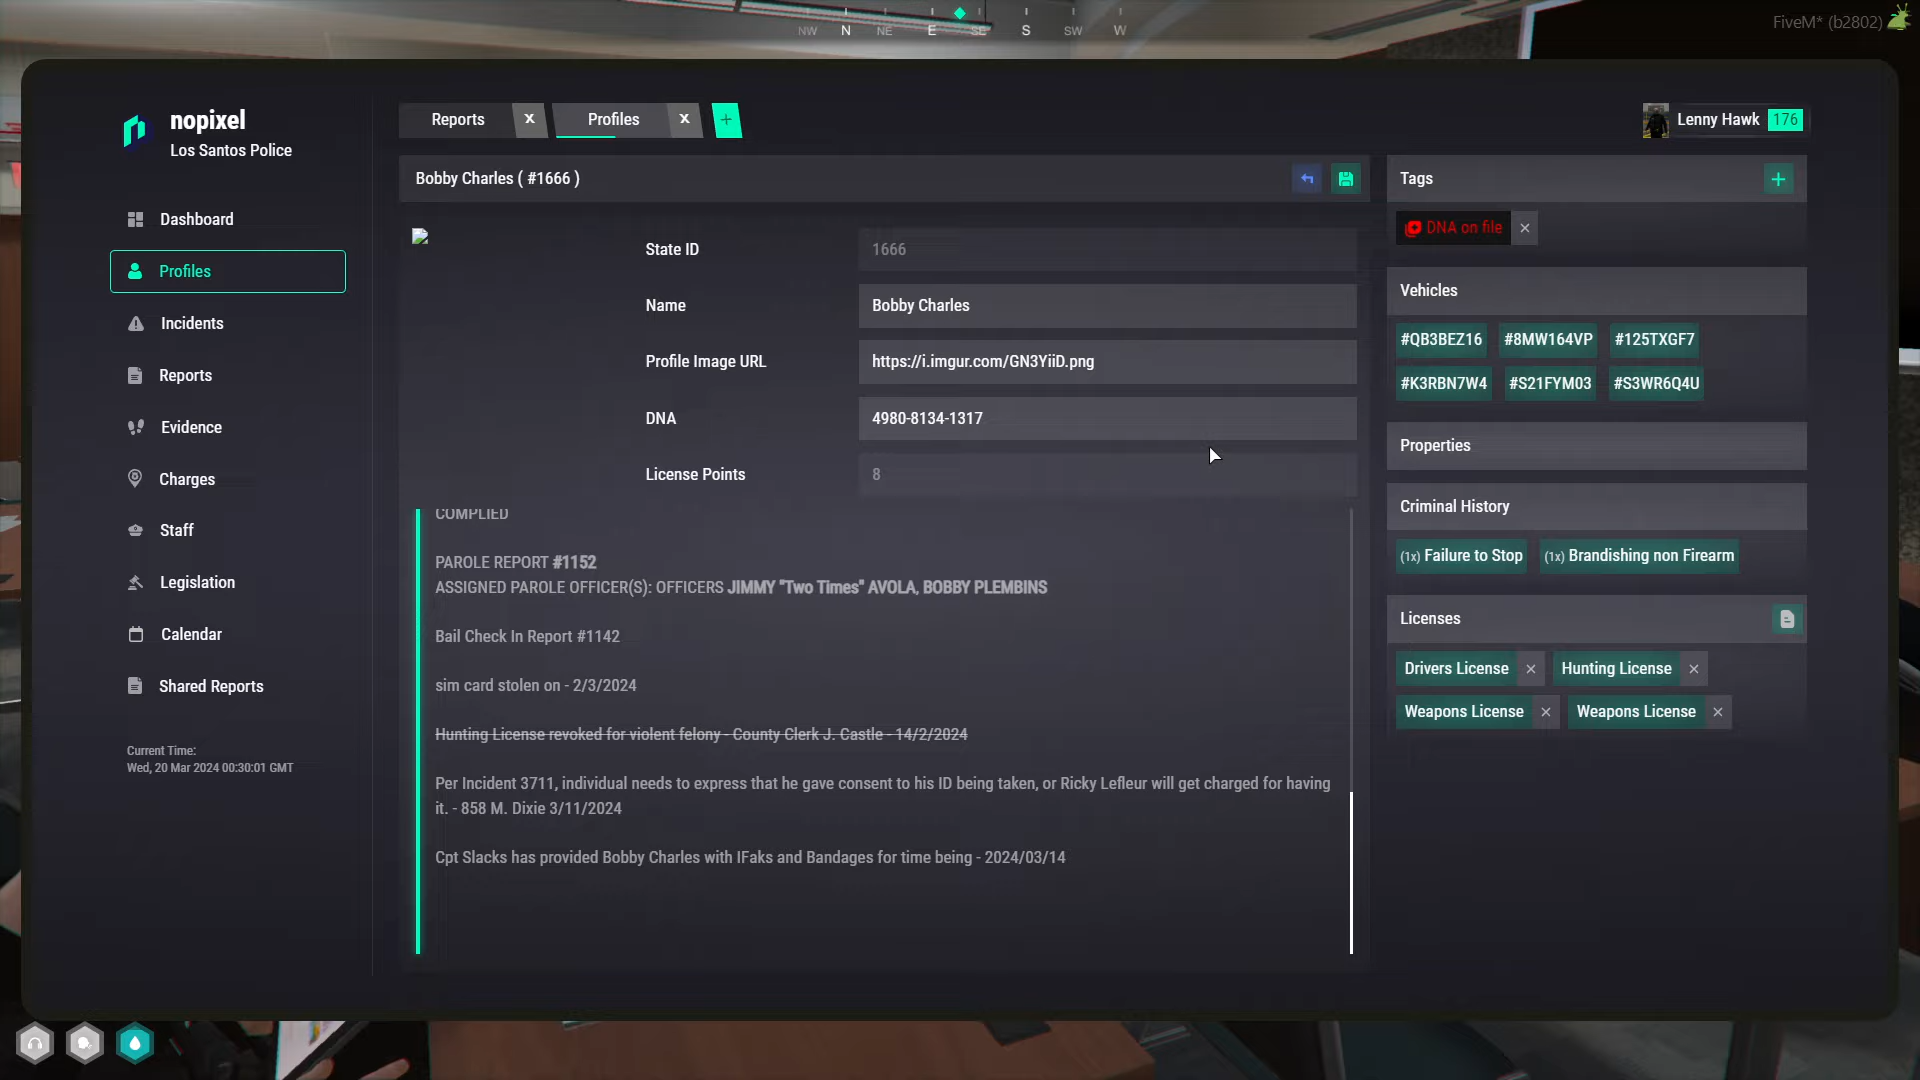 NW N NE E SE S SW W
FiveM* (b2802)
nopixel
Los Santos Police
Reports x Profiles x +
Lenny Hawk 176
Dashboard
Profiles
Incidents
Reports
Evidence
Charges
Staff
Legislation
Calendar
Shared Reports
Current Time:
Wed, 20 Mar 2024 00:30:01 GMT
Bobby Charles ( #1666 )
State ID 1666
Name Bobby Charles
Profile Image URL https://i.imgur.com/GN3YiiD.png
DNA 4980-8134-1317
License Points 8
COMPLIED
PAROLE REPORT #1152
ASSIGNED PAROLE OFFICER(S): OFFICERS JIMMY "Two Times" AVOLA, BOBBY PLEMBINS
Bail Check In Report #1142
sim card stolen on - 2/3/2024
Hunting License revoked for violent felony - County Clerk J. Castle - 14/2/2024
Per Incident 3711, individual needs to express that he gave consent to his ID being taken, or Ricky Lefleur will get charged for having
it. - 858 M. Dixie 3/11/2024
Cpt Slacks has provided Bobby Charles with IFaks and Bandages for time being - 2024/03/14
Tags +
DNA on file ×
Vehicles
#QB3BEZ16 #8MW164VP #125TXGF7
#K3RBN7W4 #S21FYM03 #S3WR6Q4U
Properties
Criminal History
(1x) Failure to Stop (1x) Brandishing non Firearm
Licenses
Drivers License × Hunting License ×
Weapons License × Weapons License ×